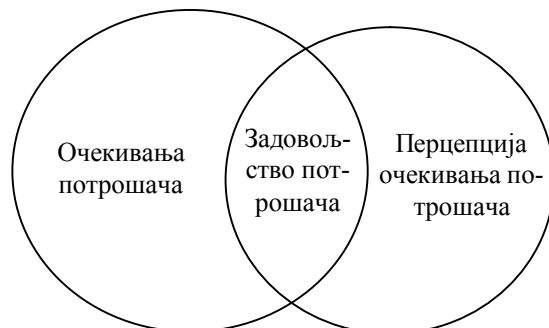 Очекивања
потрошача
Задовољ-
ство пот-
рошача
Перцепција
очекивања по-
трошача